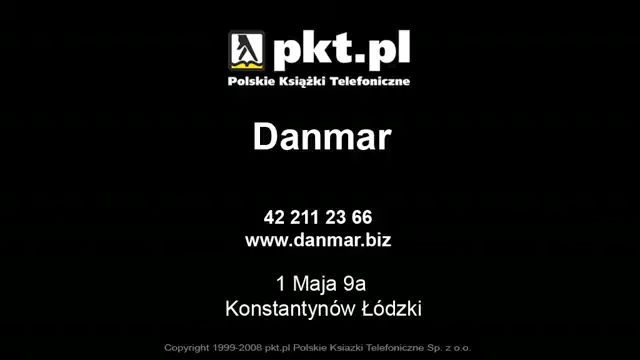 pkt.pl
Polskie Książki Telefoniczne
Danmar
42 211 23 66
www.danmar.biz
1 Maja 9a
Konstantynów Łódzki
Copyright 1999-2008 pkt.pl Polskie Ksiazki Telefoniczne Sp. z o.o.